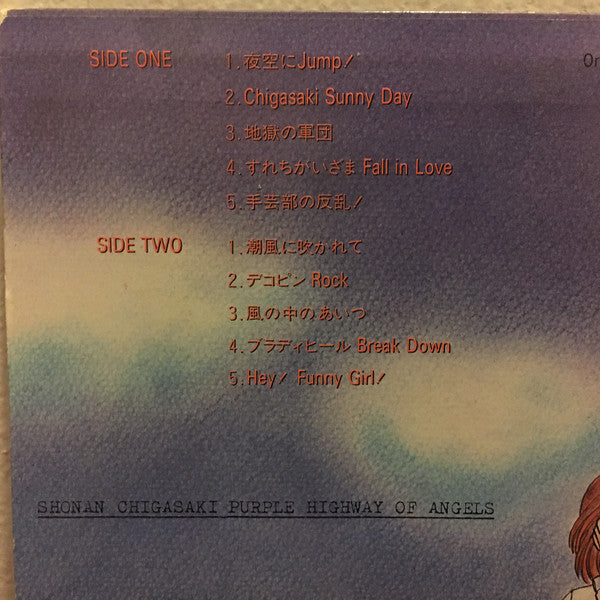 SIDE ONE
1.夜空にJump!
2.Chigasaki Sunny Day
3.地獄の軍団
4.すれちがいざま Fall in Love
5.手芸部の反乱!
SIDE TWO
1.潮風に吹かれて
2.デコピン Rock
3.風の中のあいつ
4.ブラディヒール Break Down
5.Hey! Funny Girl!
SHONAN CHIGASAKI PURPLE HIGHWAY OF ANGELS